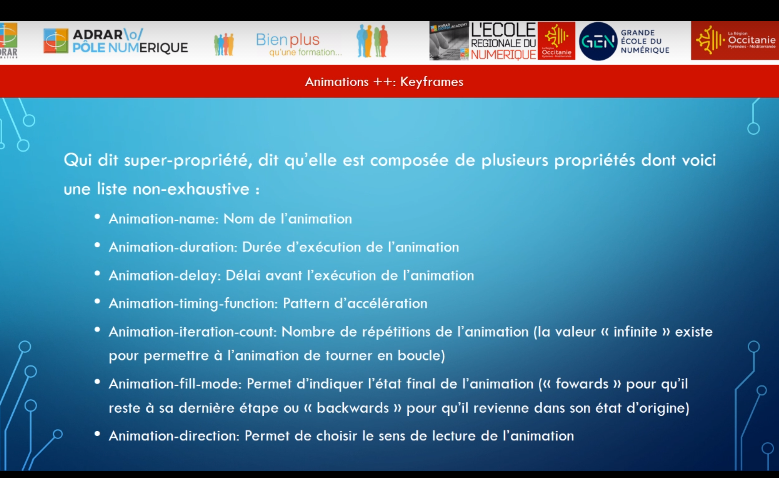 ADRAR
ADRAR\o/
PÔLE NUMERIQUE
Bien plus
qu'une formation...
L'ECOLE
REGIONALE DU
NUMERIQUE
Occitanie
GEN
GRANDE
ÉCOLE DU
NUMÉRIQUE
La Région
Occitanie
Pyrénées - Méditerranée
Animations ++: Keyframes
Qui dit super-propriété, dit qu'elle est composée de plusieurs propriétés dont voici
une liste non-exhaustive :
• Animation-name: Nom de l'animation
• Animation-duration: Durée d'exécution de l'animation
• Animation-delay: Délai avant l'exécution de l'animation
• Animation-timing-function: Pattern d'accélération
• Animation-iteration-count: Nombre de répétitions de l'animation (la valeur « infinite » existe
pour permettre à l'animation de tourner en boucle)
• Animation-fill-mode: Permet d'indiquer l'état final de l'animation (« fowards » pour qu'il
reste à sa dernière étape ou « backwards » pour qu'il revienne dans son état d'origine)
• Animation-direction: Permet de choisir le sens de lecture de l'animation